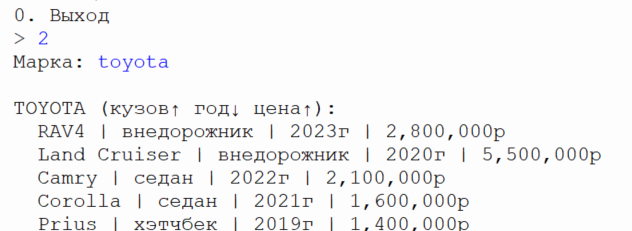 0. Выход
> 2
Марка: toyota
TOYOTA (кузов↑ год↓ цена↑):
RAV4 | внедорожник | 2023г | 2,800,000р
Land Cruiser | внедорожник | 2020г | 5,500,000р
Camry | седан | 2022г | 2,100,000р
Corolla | седан | 2021г | 1,600,000р
Prius | хэтчбек | 2019г | 1,400,000р